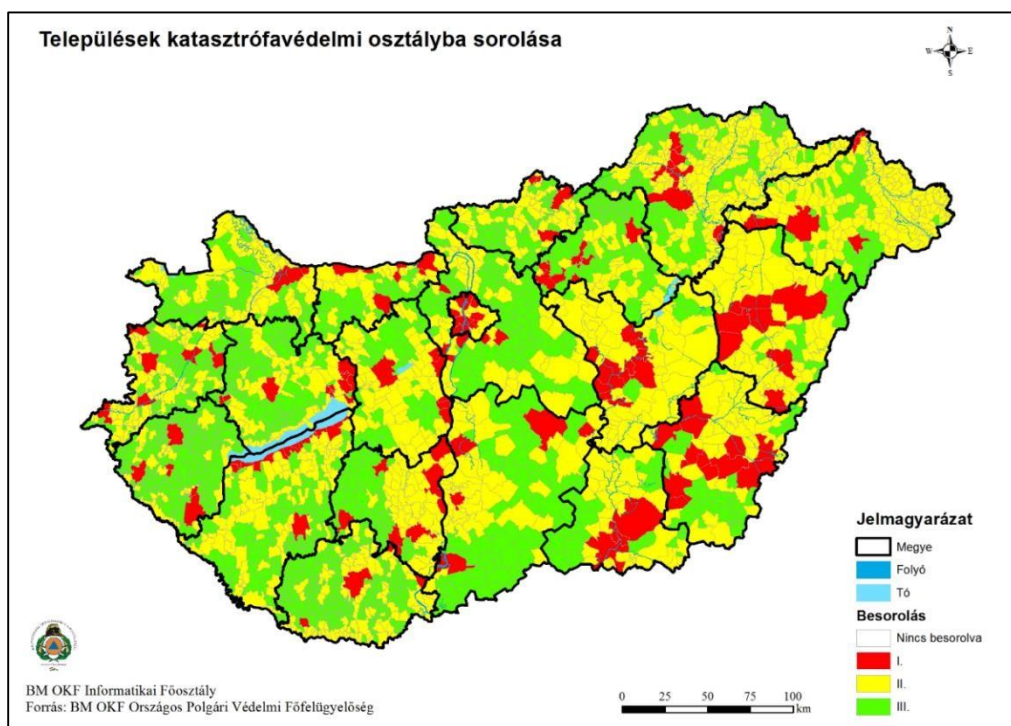 Települések katasztrófavédelmi osztályba sorolása
N
W E
S
Jelmagyarázat
Megye
Folyó
Tó
Besorolás
Nincs besorolva
I.
II.
III.
BM OKF Informatikai Főosztály
Forrás: BM OKF Országos Polgári Védelmi Főfelügyelőség
0 25 50 75 100
km